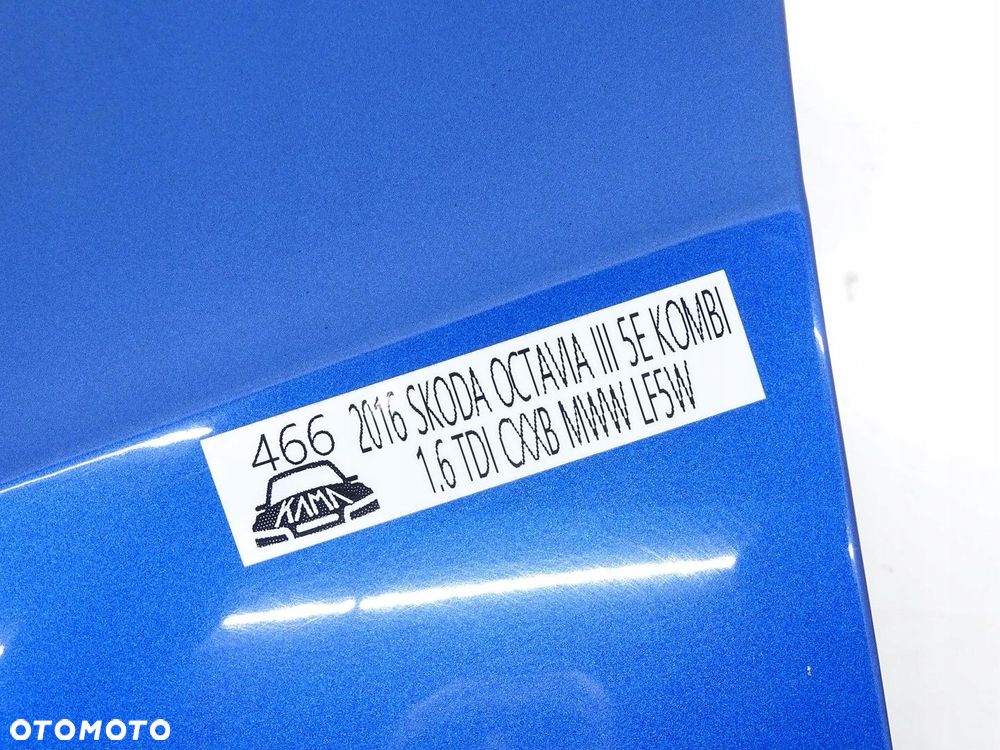 466 2016 SKODA OCTAVIA III 5E KOMBI
1.6 TDI CXXB MWW LF5W
KAMA
OTOMOTO